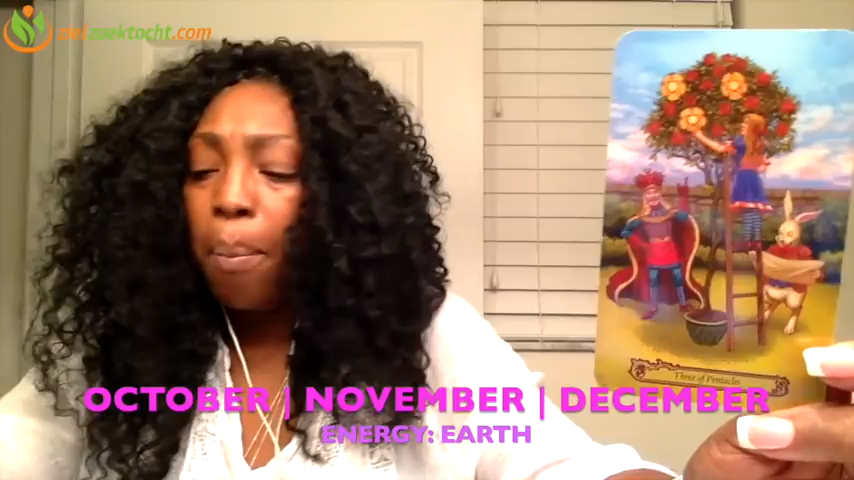 zielzoektocht.com
Three of Pentacles
OCTOBER | NOVEMBER | DECEMBER
ENERGY: EARTH